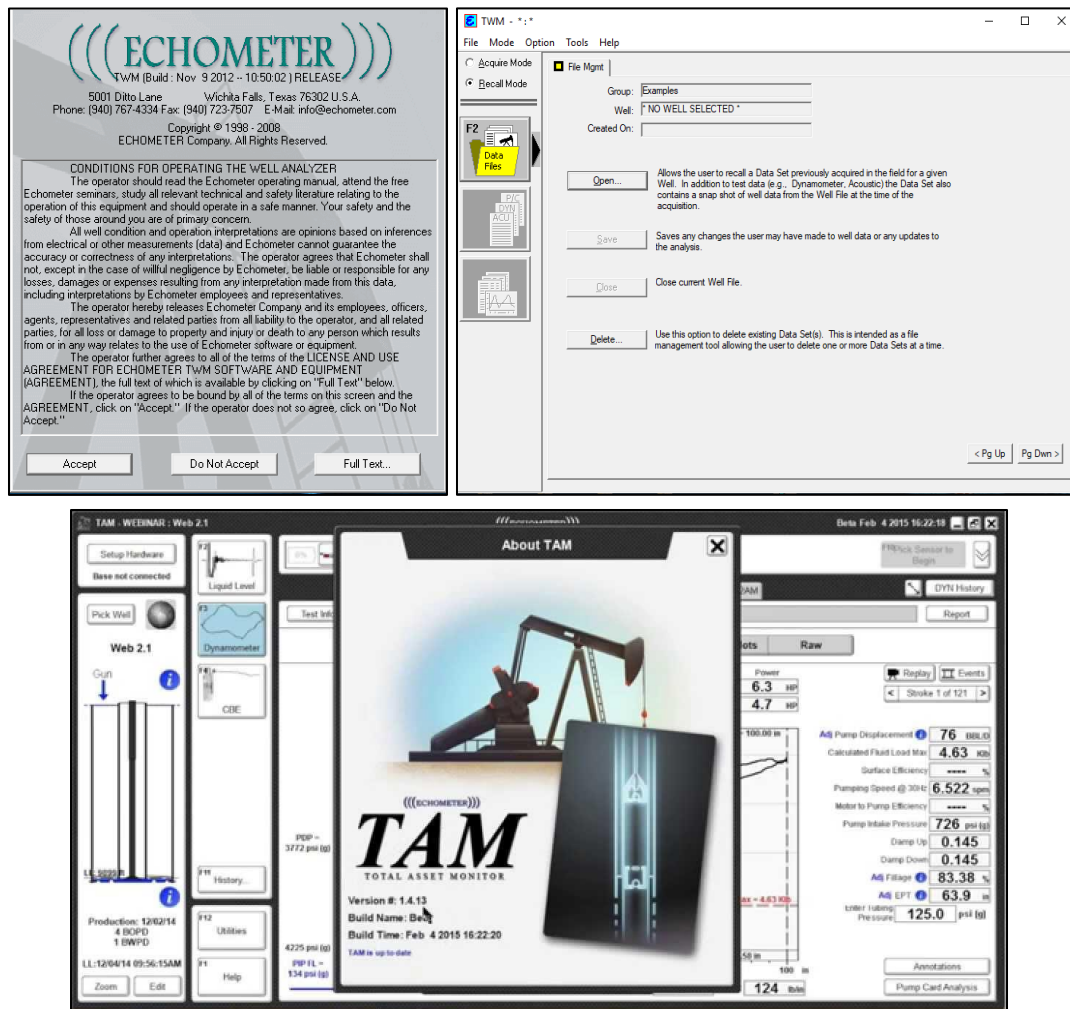 (((ECHOMETER)))
TWM (Build : Nov 9 2012 -- 10:50:02 ) RELEASE
5001 Ditto Lane Wichita Falls, Texas 76302 U.S.A.
Phone: (940) 767-4334 Fax: (940) 723-7507 E-Mail: info@echometer.com
Copyright © 1998 - 2008
ECHOMETER Company. All Rights Reserved.
CONDITIONS FOR OPERATING THE WELL ANALYZER
The operator should read the Echometer operating manual, attend the free
Echometer seminars, study all relevant technical and safety literature relating to the
operation of this equipment and should operate in a safe manner. Your safety and the
safety of those around you are of primary concern.
All well condition and operation interpretations are opinions based on inferences
from electrical or other measurements (data) and Echometer cannot guarantee the
accuracy or correctness of any interpretations. The operator agrees that Echometer shall
not, except in the case of willful negligence by Echometer, be liable or responsible for any
losses, damages or expenses resulting from any interpretation made from this data,
including interpretations by Echometer employees and representatives.
The operator hereby releases Echometer Company and its employees, officers,
agents, representatives and related parties from all liability to the operator, and all related
parties, for all loss or damage to property and injury or death to any person which results
from or in any way relates to the use of Echometer software or equipment.
The operator further agrees to all of the terms of the LICENSE AND USE
AGREEMENT FOR ECHOMETER TWM SOFTWARE AND EQUIPMENT
(AGREEMENT), the full text of which is available by clicking on "Full Text" below.
If the operator agrees to be bound by all of the terms on this screen and the
AGREEMENT, click on "Accept." If the operator does not so agree, click on "Do Not
Accept."
Accept Do Not Accept Full Text...
TWM - *:*
File Mode Option Tools Help
Acquire Mode
Recall Mode
F2
Data
Files
P/C
DYN
ACU
File Mgmt
Group: Examples
Well: * NO WELL SELECTED *
Created On:
Open... Allows the user to recall a Data Set previously acquired in the field for a given
Well. In addition to test data (e.g., Dynamometer, Acoustic) the Data Set also
contains a snap shot of well data from the Well File at the time of the
acquisition.
Save Saves any changes the user may have made to well data or any updates to
the analysis.
Close Close current Well File.
Delete... Use this option to delete existing Data Set(s). This is intended as a file
management tool allowing the user to delete one or more Data Sets at a time.
< Pg Up Pg Dwn >
TAM - WEBINAR : Web 2.1
Beta Feb 4 2015 16:22:18
Setup Hardware
Base not connected
Pick Well
Web 2.1
Gun
Production: 12/02/14
4 BOPD
1 BWPD
LL:12/04/14 09:56:15AM
Zoom Edit
F2
Liquid Level
F3
Dynamometer
F4
CBE
F11
History...
F12
Utilities
F1
Help
Test Info
PDP ~
3772 psi (g)
4225 psi (g)
PIP FL ~
134 psi (g)
About TAM
(((ECHOMETER)))
TAM
TOTAL ASSET MONITOR
Version #: 1.4.13
Build Name: Beta
Build Time: Feb 4 2015 16:22:20
TAM is up to date
Pick Sensor to
Begin
DYN History
Report
Raw
Power
6.3 HP
4.7 HP
Replay Events
< Stroke 1 of 121 >
100.00 in
Adj Pump Displacement 76 BBL/D
Calculated Fluid Load Max 4.63 Klb
Surface Efficiency ---- %
Pumping Speed @ 30Hz 6.522 spm
Motor to Pump Efficiency ---- %
Pump Intake Pressure 726 psi (g)
Damp Up 0.145
Damp Down 0.145
Adj Fillage 83.38 %
Adj EPT 63.9 in
Enter Tubing
Pressure 125.0 psi (g)
= 4.63 Klb
100 in
124 lb/in
Annotations
Pump Card Analysis